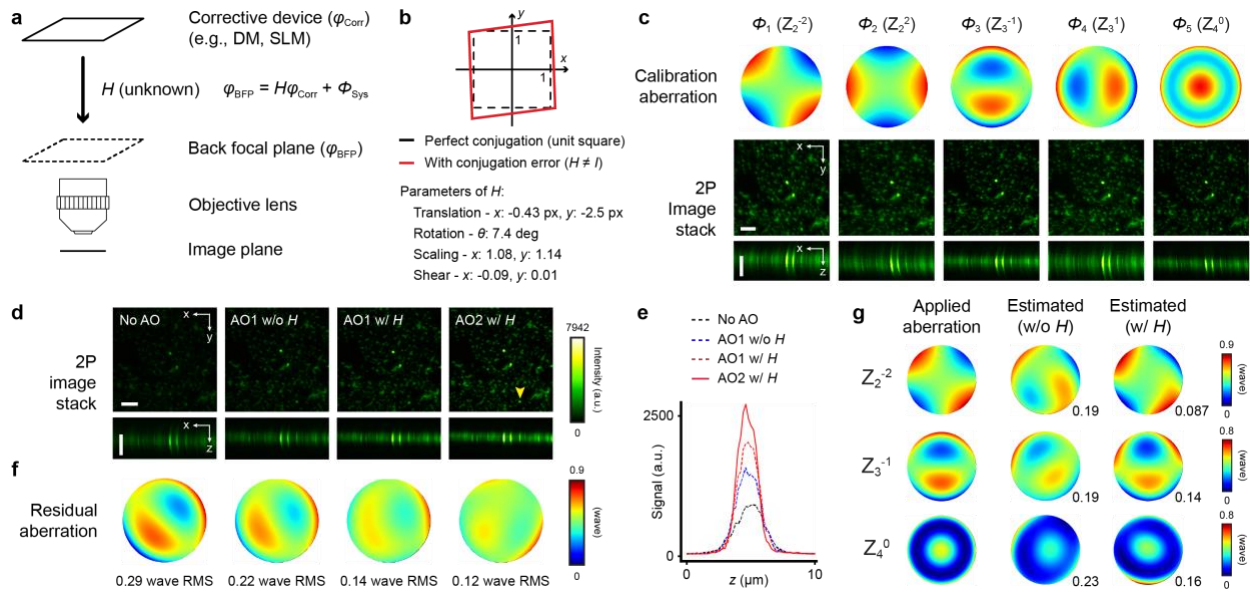 a
Corrective device (φCorr)
(e.g., DM, SLM)
H (unknown)
φBFP = HφCorr + ΦSys
Back focal plane (φBFP)
Objective lens
Image plane
b
y
1
x
1
Perfect conjugation (unit square)
With conjugation error (H ≠ I)
Parameters of H:
Translation - x: -0.43 px, y: -2.5 px
Rotation - θ: 7.4 deg
Scaling - x: 1.08, y: 1.14
Shear - x: -0.09, y: 0.01
c
Φ1 (Z2-2) Φ2 (Z22) Φ3 (Z3-1) Φ4 (Z31) Φ5 (Z40)
Calibration
aberration
2P
Image
stack
x
y
x
z
d
No AO
x
y
AO1 w/o H
AO1 w/ H
AO2 w/ H
2P
image
stack
x
z
7942
Intensity (a.u.)
0
f
Residual
aberration
0.9
(wave)
0
0.29 wave RMS 0.22 wave RMS 0.14 wave RMS 0.12 wave RMS
e
No AO
AO1 w/o H
AO1 w/ H
AO2 w/ H
2500
Signal (a.u.)
0
0 10
z (μm)
g
Applied
aberration
Estimated
(w/o H)
Estimated
(w/ H)
Z2-2
0.19
0.087
0.9
(wave)
0
Z3-1
0.19
0.14
0.8
(wave)
0
Z40
0.23
0.16
0.8
(wave)
0